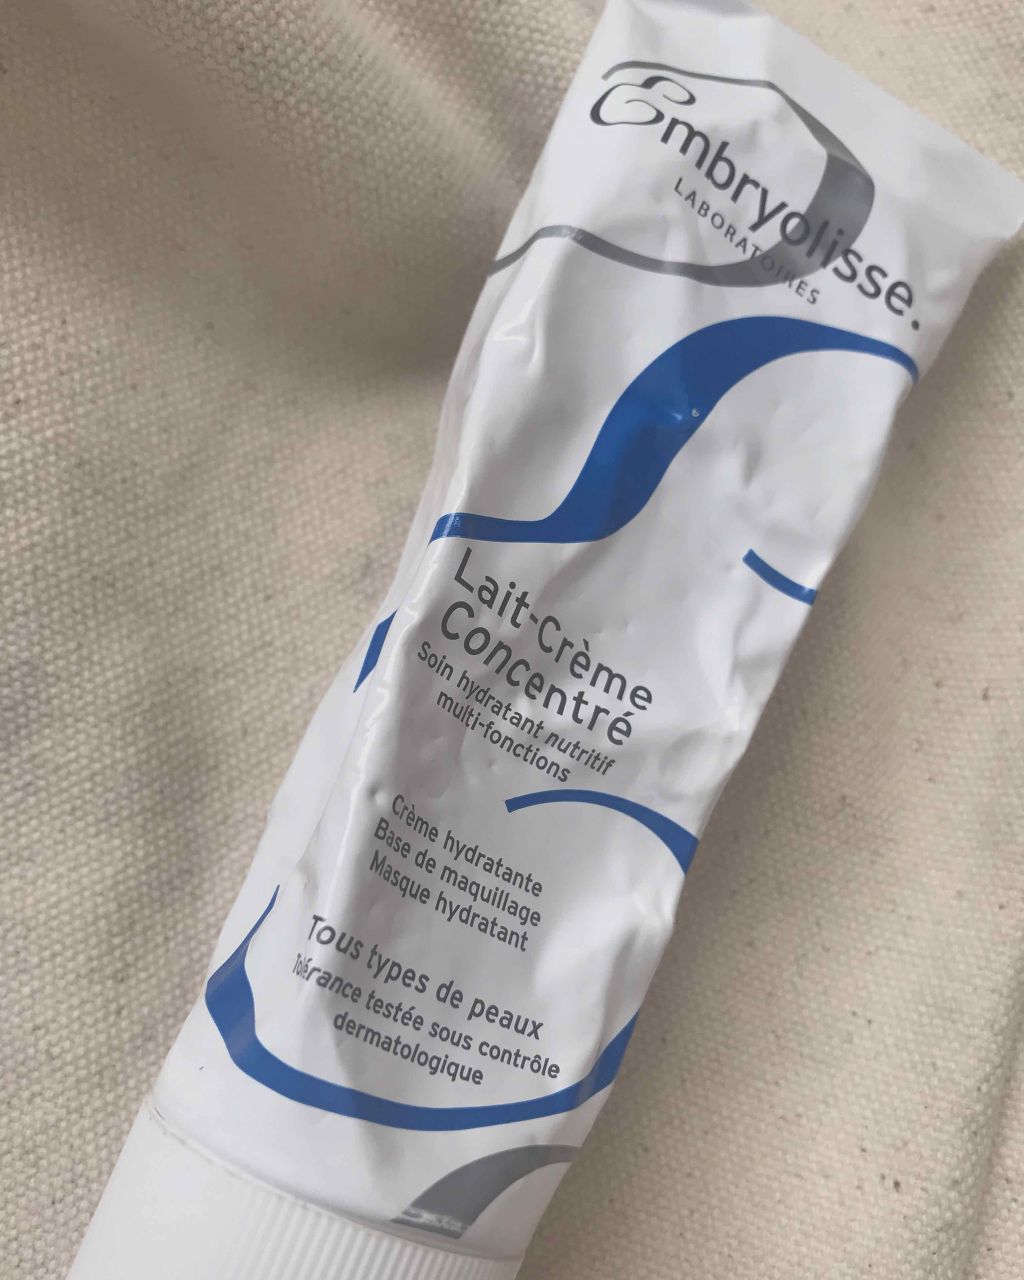 Embryolisse.
LABORATOIRES
Lait-Crème
Concentré
Soin hydratant nutritif
multi-fonctions
Crème hydratante
Base de maquillage
Masque hydratant
Tous types de peaux
Tolérance testée sous contrôle
dermatologique